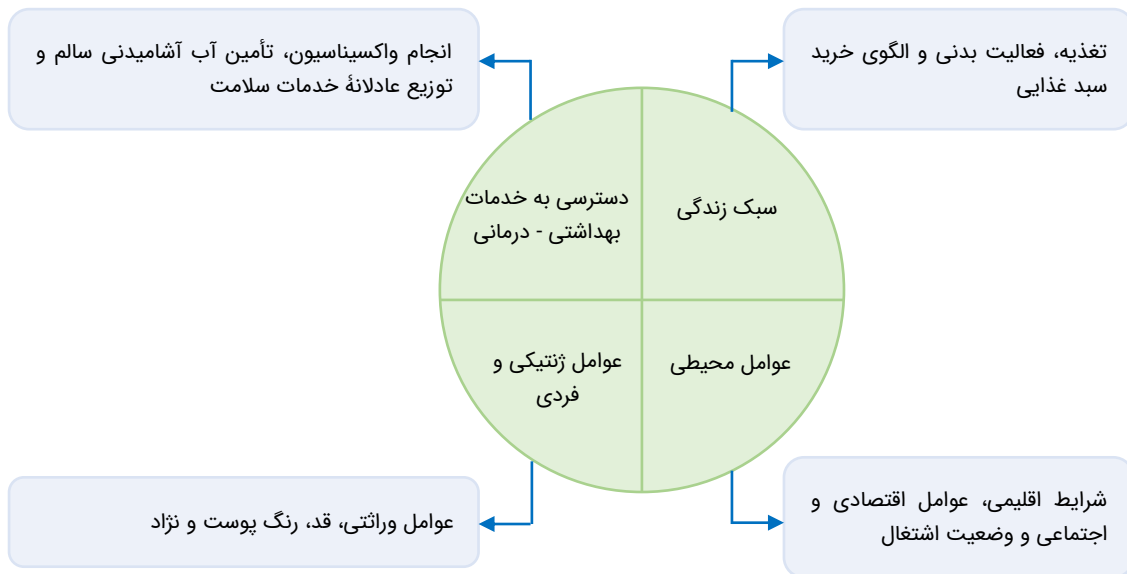 تغذیه، فعالیت بدنی و الگوی خرید
سبد غذایی
انجام واکسیناسیون، تأمین آب آشامیدنی سالم و
توزیع عادلانهٔ خدمات سلامت
سبک زندگی
دسترسی به خدمات
بهداشتی - درمانی
عوامل محیطی
عوامل ژنتیکی و
فردی
شرایط اقلیمی، عوامل اقتصادی و
اجتماعی و وضعیت اشتغال
عوامل وراثتی، قد، رنگ پوست و نژاد